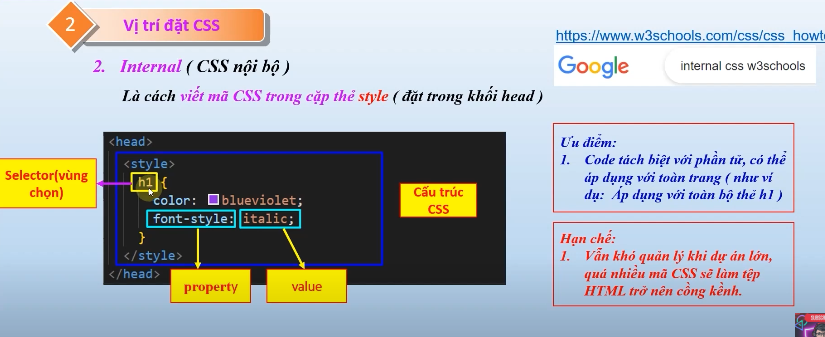 2
Vị trí đặt CSS
https://www.w3schools.com/css/css_howt
Google
internal css w3schools
2. Internal ( CSS nội bộ )
Là cách viết mã CSS trong cặp thẻ style ( đặt trong khối head )
<head>
<style>
h1 {
color: blueviolet;
font-style: italic;
}
</style>
</head>
Selector(vùng
chọn)
Cấu trúc
CSS
property
value
Ưu điểm:
1. Code tách biệt với phần tử, có thể
áp dụng với toàn trang ( như ví
dụ: Áp dụng với toàn bộ thẻ h1 )
Hạn chế:
1. Vẫn khó quản lý khi dự án lớn,
quá nhiều mã CSS sẽ làm tệp
HTML trở nên cồng kềnh.